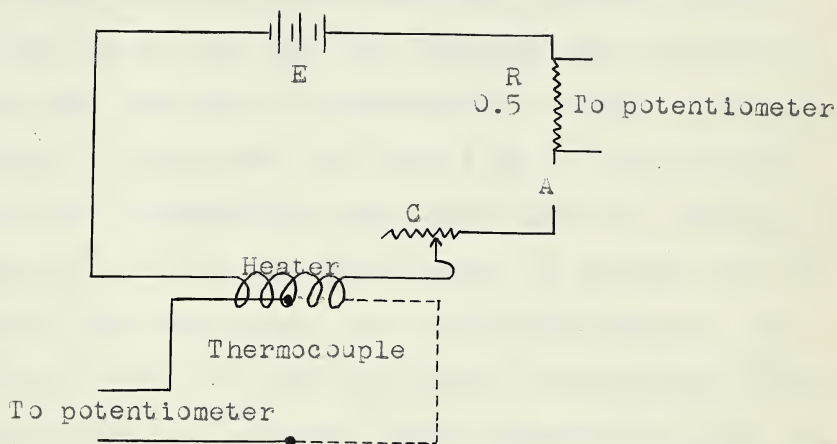 E
R
0.5
To potentiometer
A
C
Heater
Thermocouple
To potentiometer